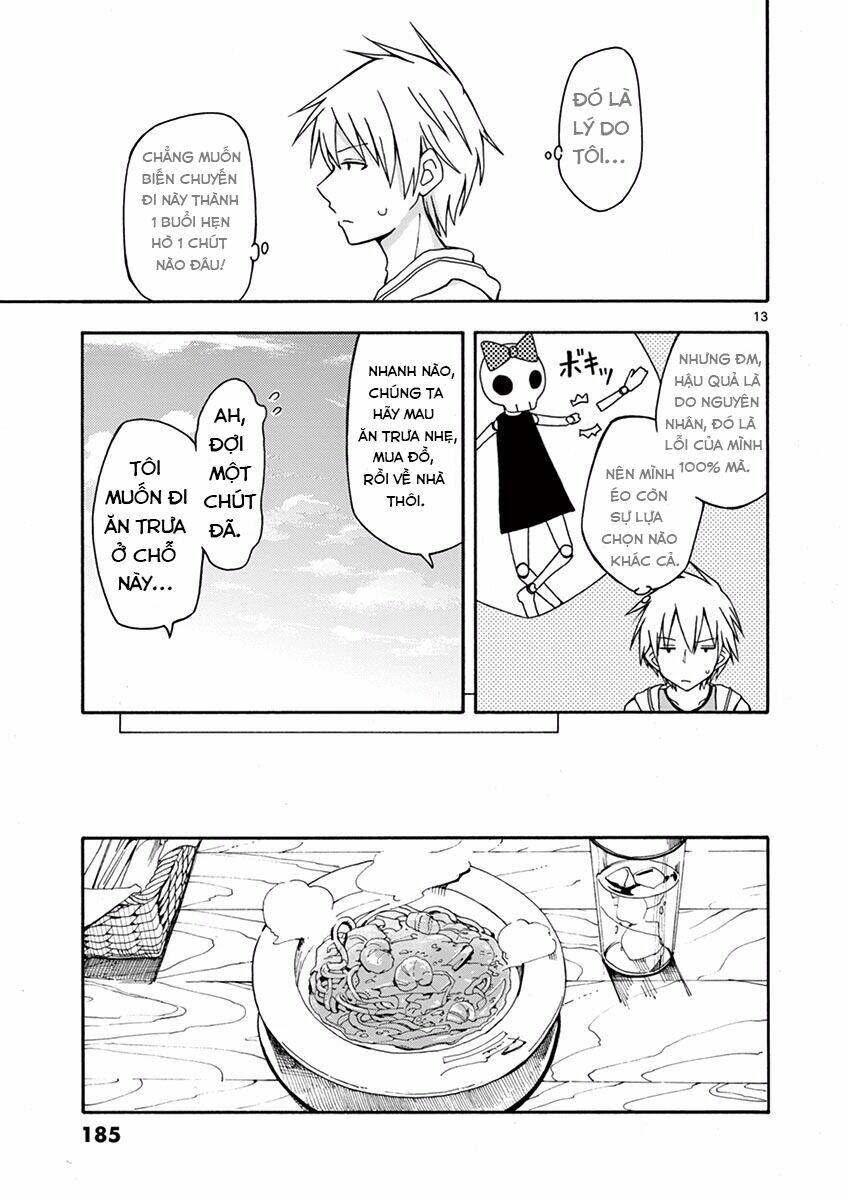 ĐÓ LÀ
LÝ DO
TÔI...
CHẲNG MUỐN
BIẾN CHUYẾN
ĐI NÀY THÀNH
1 BUỔI HẸN
HÒ 1 CHÚT
NÀO ĐÂU!
13
NHƯNG ĐM,
HẬU QUẢ LÀ
DO NGUYÊN
NHÂN, ĐÓ LÀ
LỖI CỦA MÌNH
100% MÀ.
ボキッ
NÊN MÌNH
ÉO CÒN
SỰ LỰA
CHỌN NÀO
KHÁC CẢ.
NHANH NÀO,
CHÚNG TA
HÃY MAU
ĂN TRƯA NHẸ,
MUA ĐỒ,
RỒI VỀ NHÀ
THÔI.
AH,
ĐỢI
MỘT
CHÚT
ĐÃ.
TÔI
MUỐN ĐI
ĂN TRƯA
Ở CHỖ
NÀY...
185